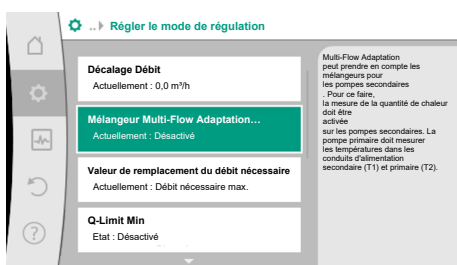 ..▸ Régler le mode de régulation
Décalage Débit
Actuellement : 0,0 m³/h
Mélangeur Multi-Flow Adaptation…
Actuellement : Désactivé
Valeur de remplacement du débit nécessaire
Actuellement : Débit nécessaire max.
Q-Limit Min
Etat : Désactivé
Multi-Flow Adaptation
peut prendre en compte les
mélangeurs pour
les pompes secondaires
. Pour ce faire,
la mesure de la quantité de chaleur
doit être
activée
sur les pompes secondaires. La
pompe primaire doit mesurer
les températures dans les
conduits d'alimentation
secondaire (T1) et primaire (T2).
?